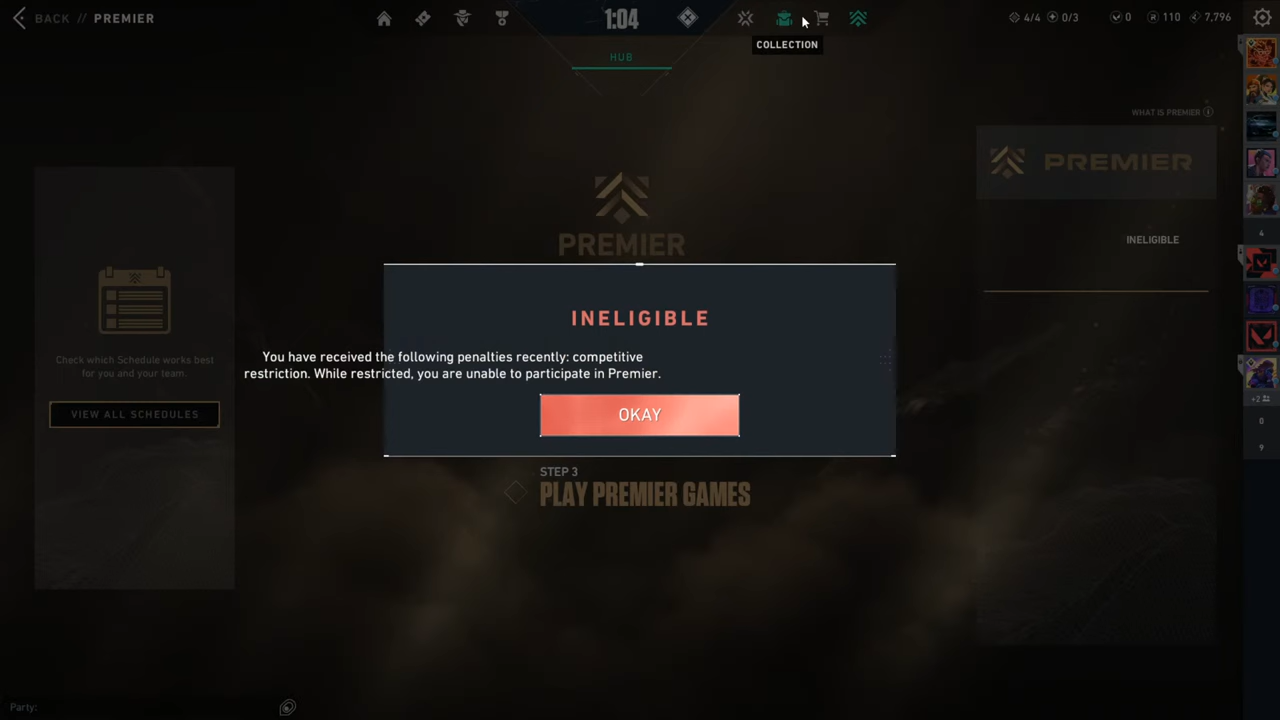 BACK // PREMIER
1:04
4/4 0/3
0 110 7,796
COLLECTION
HUB
WHAT IS PREMIER
PREMIER
PREMIER
INELIGIBLE
INELIGIBLE
You have received the following penalties recently: competitive
restriction. While restricted, you are unable to participate in Premier.
OKAY
Check which Schedule works best
for you and your team.
VIEW ALL SCHEDULES
STEP 3
PLAY PREMIER GAMES
4
+2
0
9
Party: